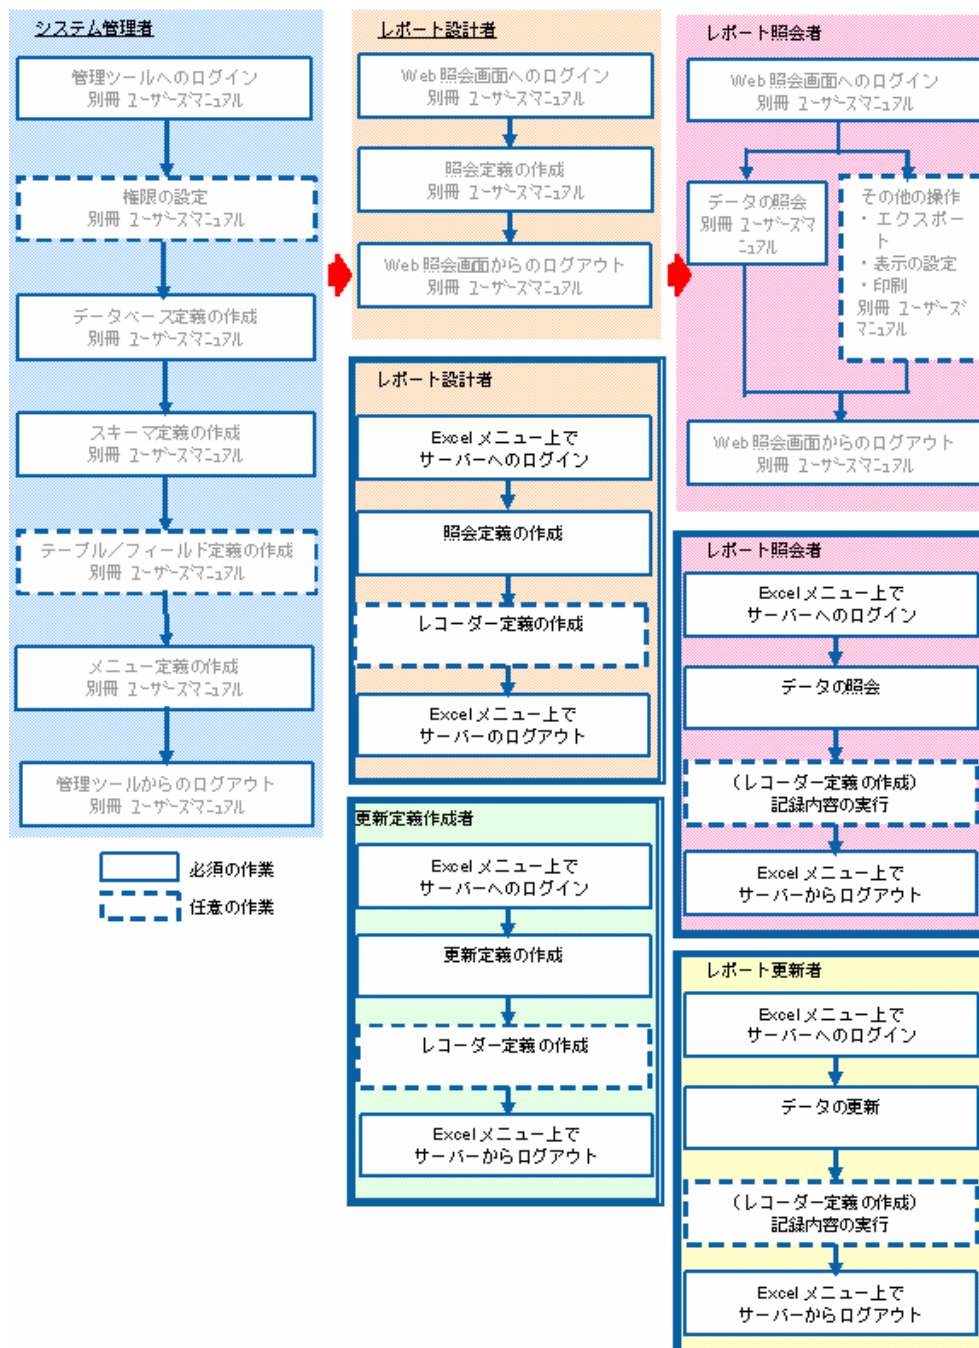 システム管理者
管理ツールへのログイン
別冊 ユーザーズマニュアル
権限の設定
別冊 ユーザーズマニュアル
データベース定義の作成
別冊 ユーザーズマニュアル
スキーマ定義の作成
別冊 ユーザーズマニュアル
テーブル/フィールド定義の作成
別冊 ユーザーズマニュアル
メニュー定義の作成
別冊 ユーザーズマニュアル
管理ツールからのログアウト
別冊 ユーザーズマニュアル
必須の作業
任意の作業
レポート設計者
Web照会画面へのログイン
別冊 ユーザーズマニュアル
照会定義の作成
別冊 ユーザーズマニュアル
Web照会画面からのログアウト
別冊 ユーザーズマニュアル
レポート設計者
Excelメニュー上で
サーバーへのログイン
照会定義の作成
レコーダー定義の作成
Excelメニュー上で
サーバーのログアウト
更新定義作成者
Excelメニュー上で
サーバーへのログイン
更新定義の作成
レコーダー定義の作成
Excelメニュー上で
サーバーからログアウト
レポート照会者
Web照会画面へのログイン
別冊 ユーザーズマニュアル
データの照会
別冊 ユーザーズマ
ニュアル
その他の操作
・エクスポー
ト
・表示の設定
・印刷
別冊 ユーザーズ
マニュアル
Web照会画面からのログアウト
別冊 ユーザーズマニュアル
レポート照会者
Excelメニュー上で
サーバーへのログイン
データの照会
(レコーダー定義の作成)
記録内容の実行
Excelメニュー上で
サーバーからログアウト
レポート更新者
Excelメニュー上で
サーバーへのログイン
データの更新
(レコーダー定義の作成)
記録内容の実行
Excelメニュー上で
サーバーからログアウト